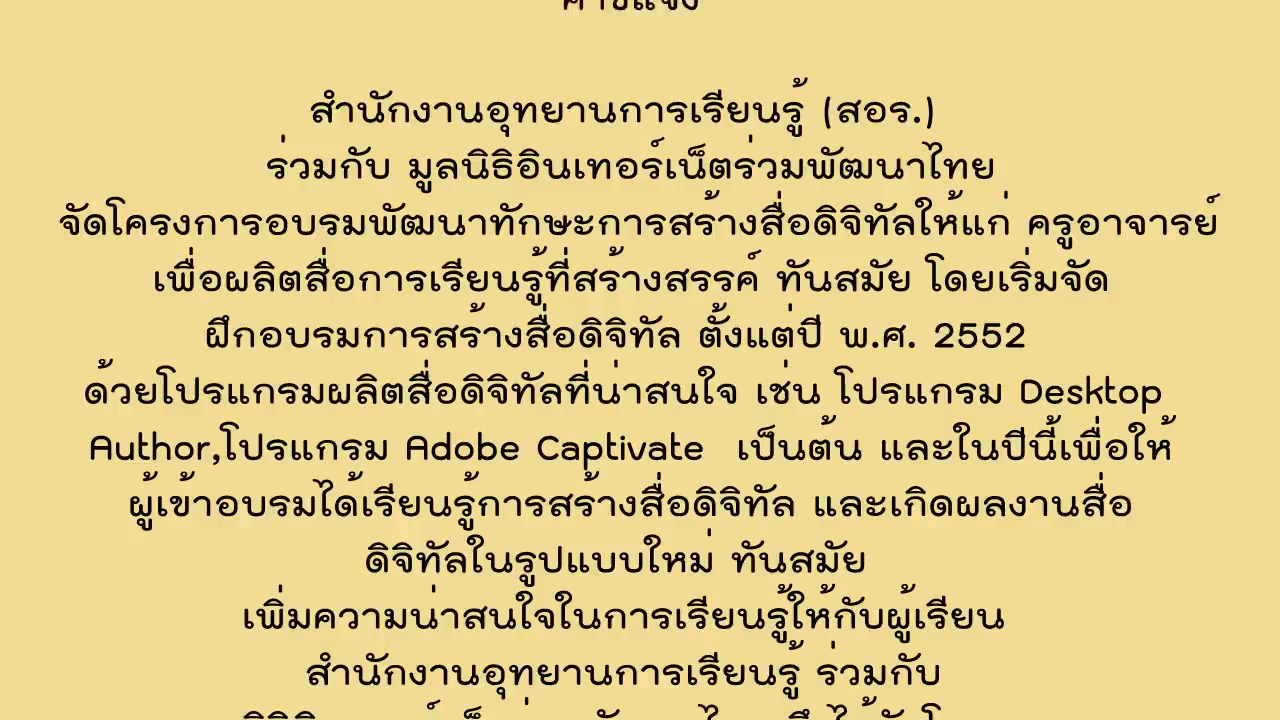 คำชี้แจง
สำนักงานอุทยานการเรียนรู้ (สอร.)
ร่วมกับ มูลนิธิอินเทอร์เน็ตร่วมพัฒนาไทย
จัดโครงการอบรมพัฒนาทักษะการสร้างสื่อดิจิทัลให้แก่ ครูอาจารย์
เพื่อผลิตสื่อการเรียนรู้ที่สร้างสรรค์ ทันสมัย โดยเริ่มจัด
ฝึกอบรมการสร้างสื่อดิจิทัล ตั้งแต่ปี พ.ศ. 2552
ด้วยโปรแกรมผลิตสื่อดิจิทัลที่น่าสนใจ เช่น โปรแกรม Desktop
Author,โปรแกรม Adobe Captivate เป็นต้น และในปีนี้เพื่อให้
ผู้เข้าอบรมได้เรียนรู้การสร้างสื่อดิจิทัล และเกิดผลงานสื่อ
ดิจิทัลในรูปแบบใหม่ ทันสมัย
เพิ่มความน่าสนใจในการเรียนรู้ให้กับผู้เรียน
สำนักงานอุทยานการเรียนรู้ ร่วมกับ